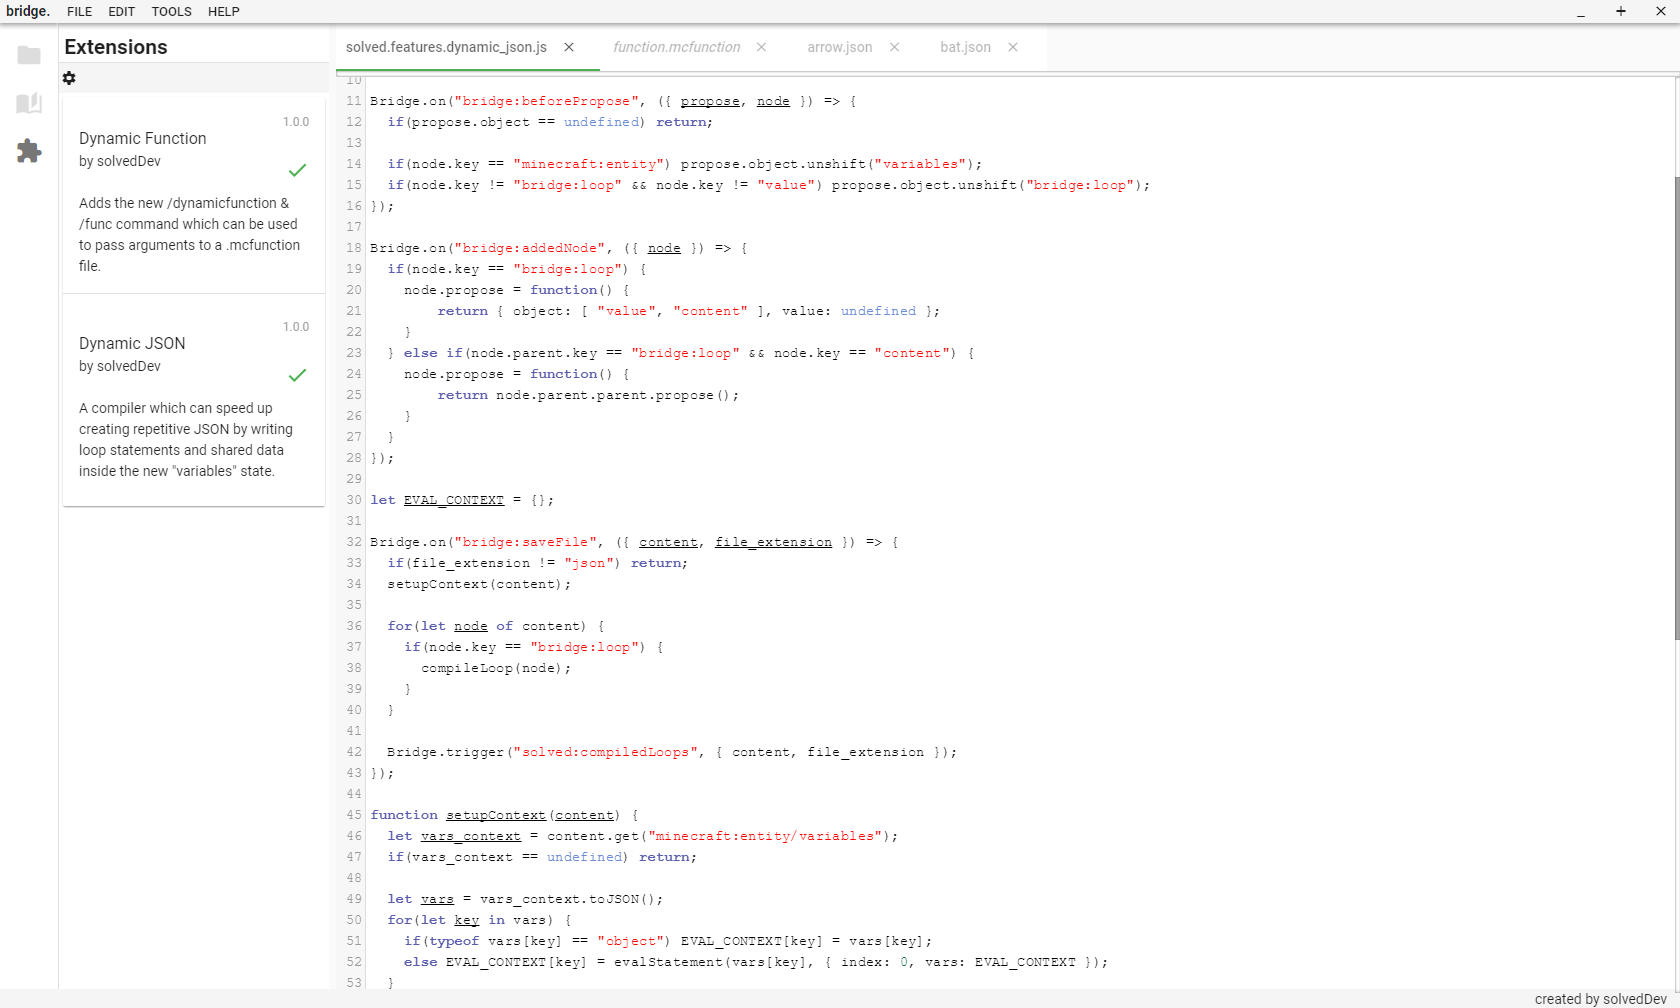 bridge. FILE EDIT TOOLS HELP
Extensions
1.0.0
Dynamic Function
by solvedDev
Adds the new /dynamicfunction &
/func command which can be used
to pass arguments to a .mcfunction
file.
1.0.0
Dynamic JSON
by solvedDev
A compiler which can speed up
creating repetitive JSON by writing
loop statements and shared data
inside the new "variables" state.
solved.features.dynamic_json.js function.mcfunction arrow.json bat.json
10
11 Bridge.on("bridge:beforePropose", ({ propose, node }) => {
12   if(propose.object == undefined) return;
13
14   if(node.key == "minecraft:entity") propose.object.unshift("variables");
15   if(node.key != "bridge:loop" && node.key != "value") propose.object.unshift("bridge:loop");
16 });
17
18 Bridge.on("bridge:addedNode", ({ node }) => {
19   if(node.key == "bridge:loop") {
20     node.propose = function() {
21         return { object: [ "value", "content" ], value: undefined };
22     }
23   } else if(node.parent.key == "bridge:loop" && node.key == "content") {
24     node.propose = function() {
25         return node.parent.parent.propose();
26     }
27   }
28 });
29
30 let EVAL_CONTEXT = {};
31
32 Bridge.on("bridge:saveFile", ({ content, file_extension }) => {
33   if(file_extension != "json") return;
34   setupContext(content);
35
36   for(let node of content) {
37     if(node.key == "bridge:loop") {
38       compileLoop(node);
39     }
40   }
41
42   Bridge.trigger("solved:compiledLoops", { content, file_extension });
43 });
44
45 function setupContext(content) {
46   let vars_context = content.get("minecraft:entity/variables");
47   if(vars_context == undefined) return;
48
49   let vars = vars_context.toJSON();
50   for(let key in vars) {
51     if(typeof vars[key] == "object") EVAL_CONTEXT[key] = vars[key];
52     else EVAL_CONTEXT[key] = evalStatement(vars[key], { index: 0, vars: EVAL_CONTEXT });
53   }
created by solvedDev